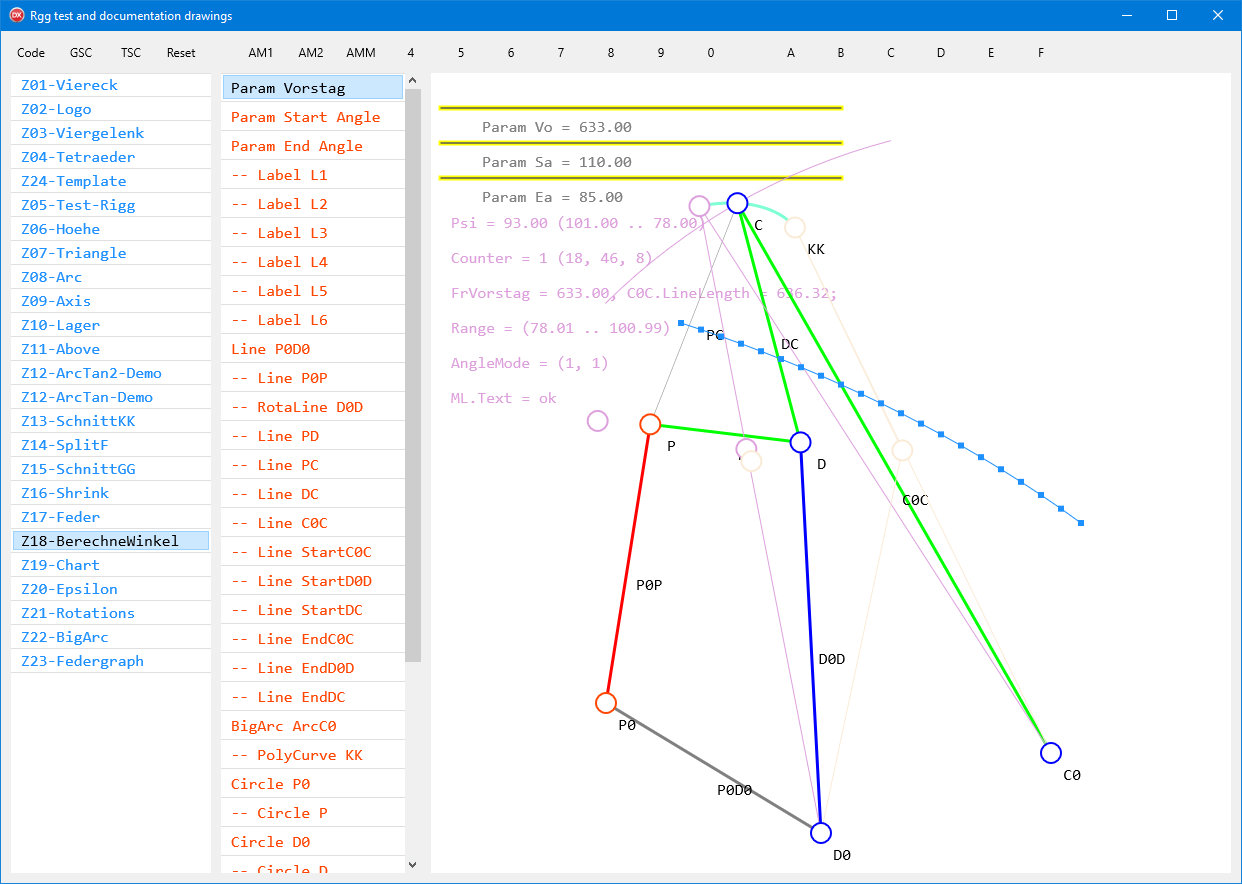 Rgg test and documentation drawings
Code GSC TSC Reset AM1 AM2 AMM 4 5 6 7 8 9 0 A B C D E F
Z01-Viereck
Z02-Logo
Z03-Viergelenk
Z04-Tetraeder
Z24-Template
Z05-Test-Rigg
Z06-Hoehe
Z07-Triangle
Z08-Arc
Z09-Axis
Z10-Lager
Z11-Above
Z12-ArcTan2-Demo
Z12-ArcTan-Demo
Z13-SchnittKK
Z14-SplitF
Z15-SchnittGG
Z16-Shrink
Z17-Feder
Z18-BerechneWinkel
Z19-Chart
Z20-Epsilon
Z21-Rotations
Z22-BigArc
Z23-Federgraph
Param Vorstag
Param Start Angle
Param End Angle
-- Label L1
-- Label L2
-- Label L3
-- Label L4
-- Label L5
-- Label L6
Line P0D0
-- Line P0P
-- RotaLine D0D
-- Line PD
-- Line PC
-- Line DC
-- Line C0C
-- Line StartC0C
-- Line StartD0D
-- Line StartDC
-- Line EndC0C
-- Line EndD0D
-- Line EndDC
BigArc ArcC0
-- PolyCurve KK
Circle P0
-- Circle P
Circle D0
-- Circle D
Param Vo = 633.00
Param Sa = 110.00
Param Ea = 85.00
Psi = 93.00 (101.00 .. 78.00)
Counter = 1 (18, 46, 8)
FrVorstag = 633.00, C0C.LineLength = 636.32;
Range = (78.01 .. 100.99)
AngleMode = (1, 1)
ML.Text = ok
C
KK
PC
DC
P
D
C0C
P0P
D0D
P0
P0D0
C0
D0